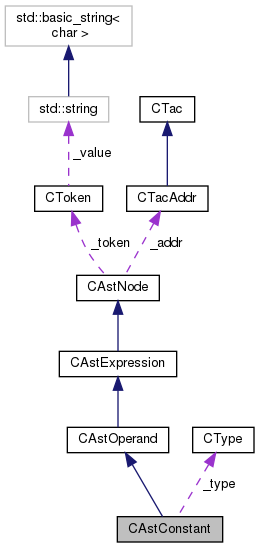 std::basic_string<
char >
std::string
CTac
_value
CToken
CTacAddr
_token
_addr
CAstNode
CAstExpression
CAstOperand
CType
_type
CAstConstant